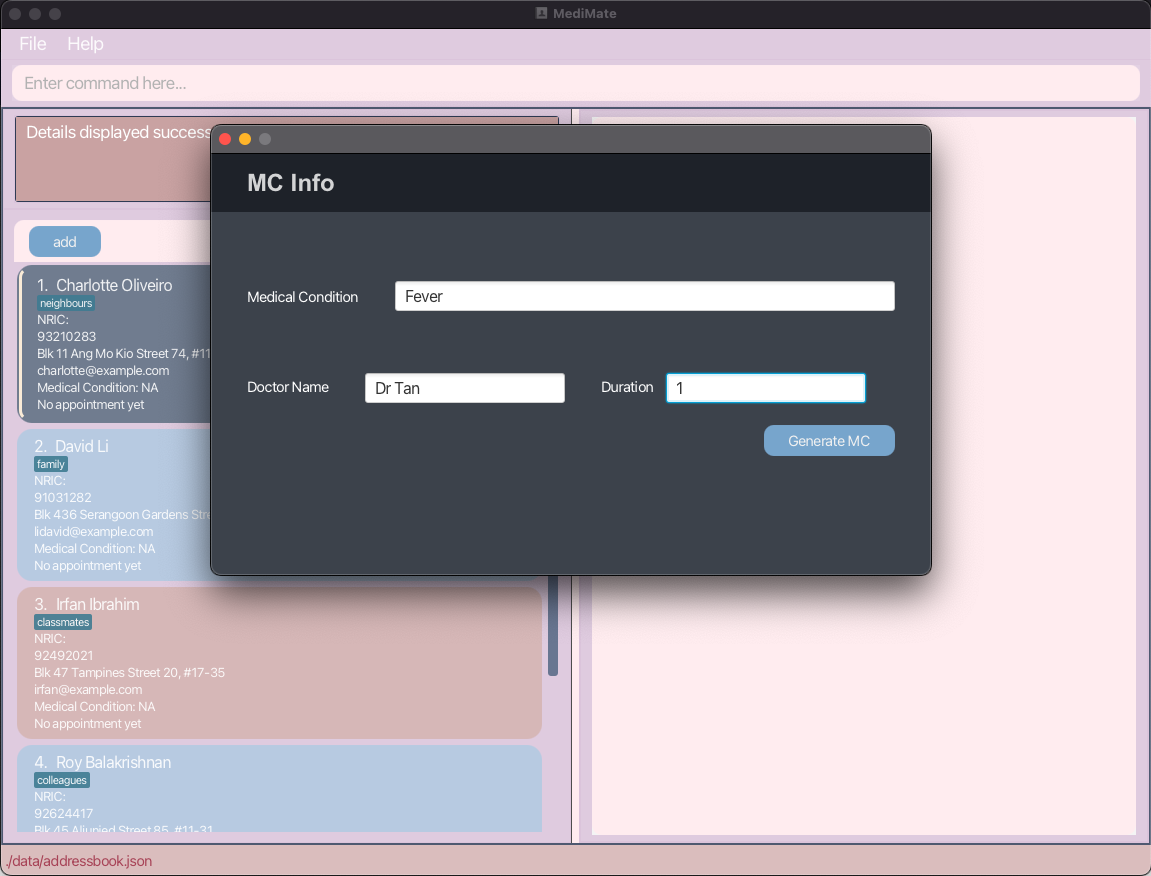 MediMate
File Help
Enter command here...
Details displayed success
add
1. Charlotte Oliveiro
neighbours
NRIC:
93210283
Blk 11 Ang Mo Kio Street 74, #11
charlotte@example.com
Medical Condition: NA
No appointment yet
2. David Li
family
NRIC:
91031282
Blk 436 Serangoon Gardens Stre
lidavid@example.com
Medical Condition: NA
No appointment yet
3. Irfan Ibrahim
classmates
NRIC:
92492021
Blk 47 Tampines Street 20, #17-35
irfan@example.com
Medical Condition: NA
No appointment yet
4. Roy Balakrishnan
colleagues
NRIC:
92624417
Blk 45 Aljunied Street 85, #11-31
MC Info
Medical Condition Fever
Doctor Name Dr Tan Duration 1
Generate MC
./data/addressbook.json